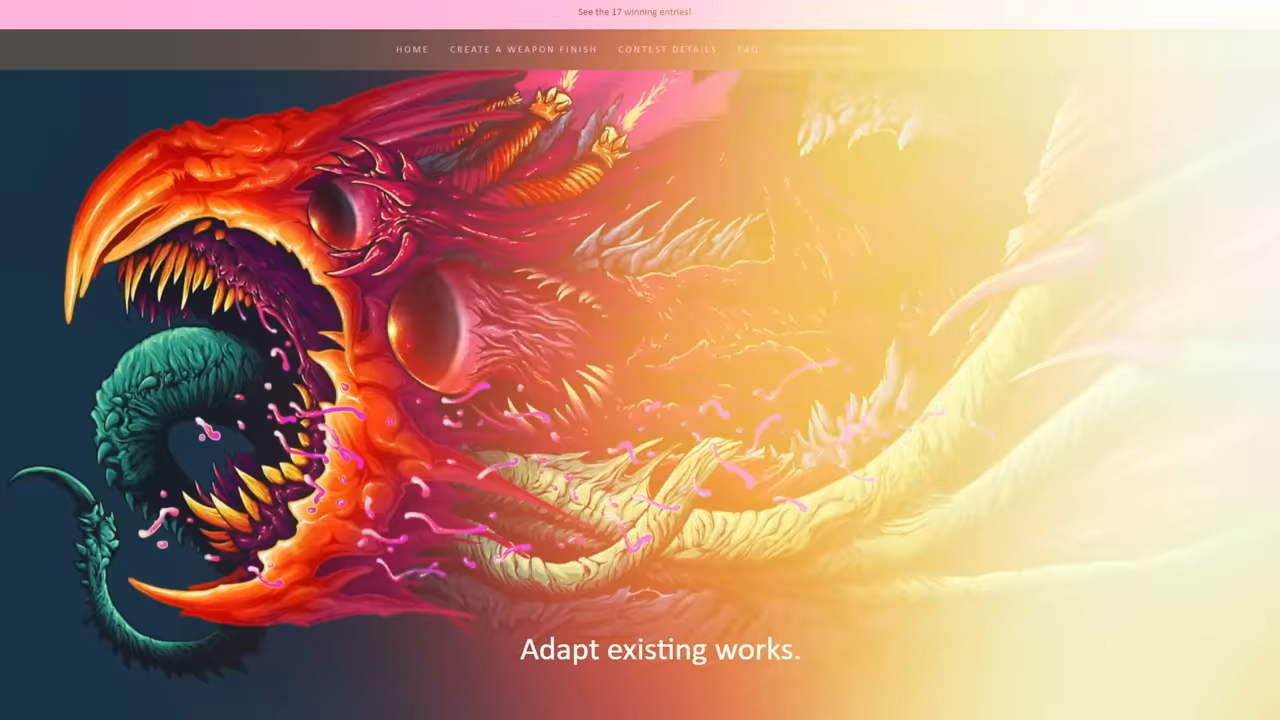 See the 17 winning entries!
HOME
CREATE A WEAPON FINISH
CONTEST DETAILS
FAQ
Adapt existing works.